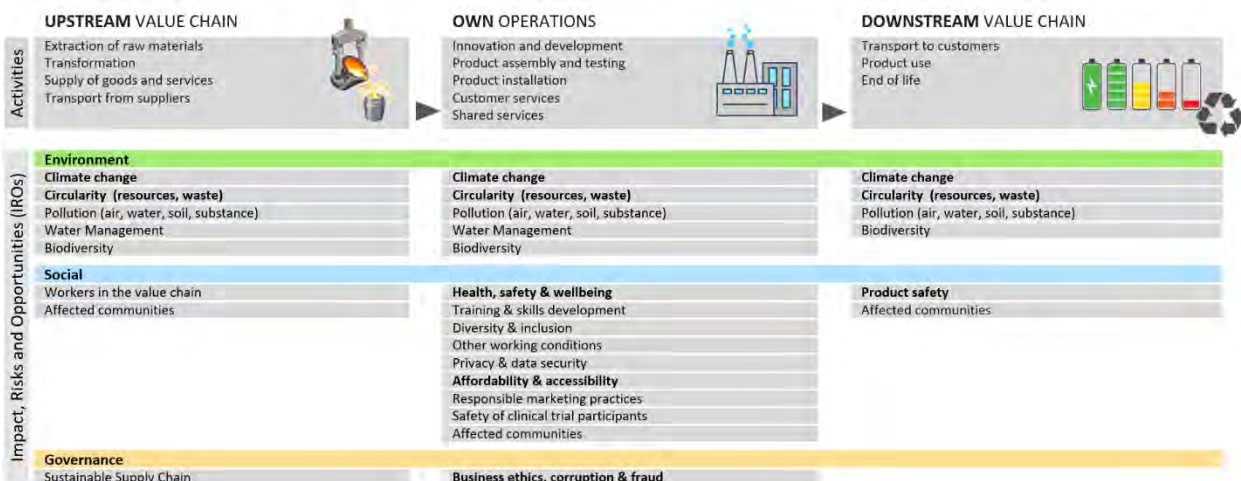 UPSTREAM VALUE CHAIN
Extraction of raw materials
Transformation
Supply of goods and services
Transport from suppliers
OWN OPERATIONS
Innovation and development
Product assembly and testing
Product installation
Customer services
Shared services
DOWNSTREAM VALUE CHAIN
Transport to customers
Product use
End of life
Activities
Impact, Risks and Opportunities (IROs)
Environment
Climate change
Circularity (resources, waste)
Pollution (air, water, soil, substance)
Water Management
Biodiversity
Climate change
Circularity (resources, waste)
Pollution (air, water, soil, substance)
Water Management
Biodiversity
Climate change
Circularity (resources, waste)
Pollution (air, water, soil, substance)
Biodiversity
Social
Workers in the value chain
Affected communities
Health, safety & wellbeing
Training & skills development
Diversity & inclusion
Other working conditions
Privacy & data security
Affordability & accessibility
Responsible marketing practices
Safety of clinical trial participants
Affected communities
Product safety
Affected communities
Governance
Sustainable Supply Chain
Business ethics, corruption & fraud